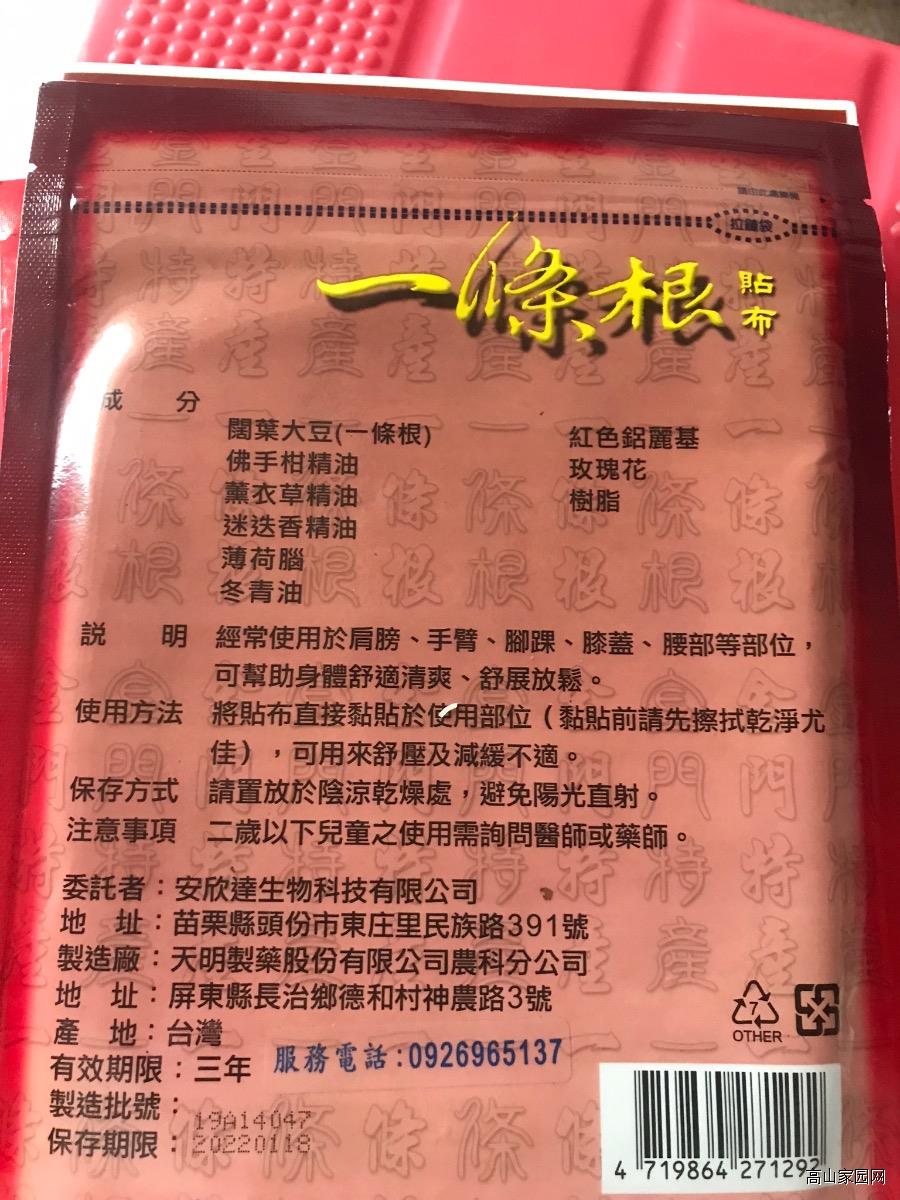 拉鏈袋
一條根 貼布
成 分
闊葉大豆(一條根) 紅色鋁麗基
佛手柑精油 玫瑰花
薰衣草精油 樹脂
迷迭香精油
薄荷腦
冬青油
説 明 經常使用於肩膀、手臂、腳踝、膝蓋、腰部等部位，
可幫助身體舒適清爽、舒展放鬆。
使用方法 將貼布直接黏貼於使用部位（黏貼前請先擦拭乾淨尤
佳），可用來舒壓及減緩不適。
保存方式 請置放於陰涼乾燥處，避免陽光直射。
注意事項 二歲以下兒童之使用需詢問醫師或藥師。
委託者：安欣達生物科技有限公司
地 址：苗栗縣頭份市東庄里民族路391號
製造廠：天明製藥股份有限公司農科分公司
地 址：屏東縣長治鄉德和村神農路3號
產 地：台灣
有效期限：三年 服務電話:0926965137
製造批號：19A14047
保存期限：20220118
7
OTHER
4 719864 271292
高山家园网